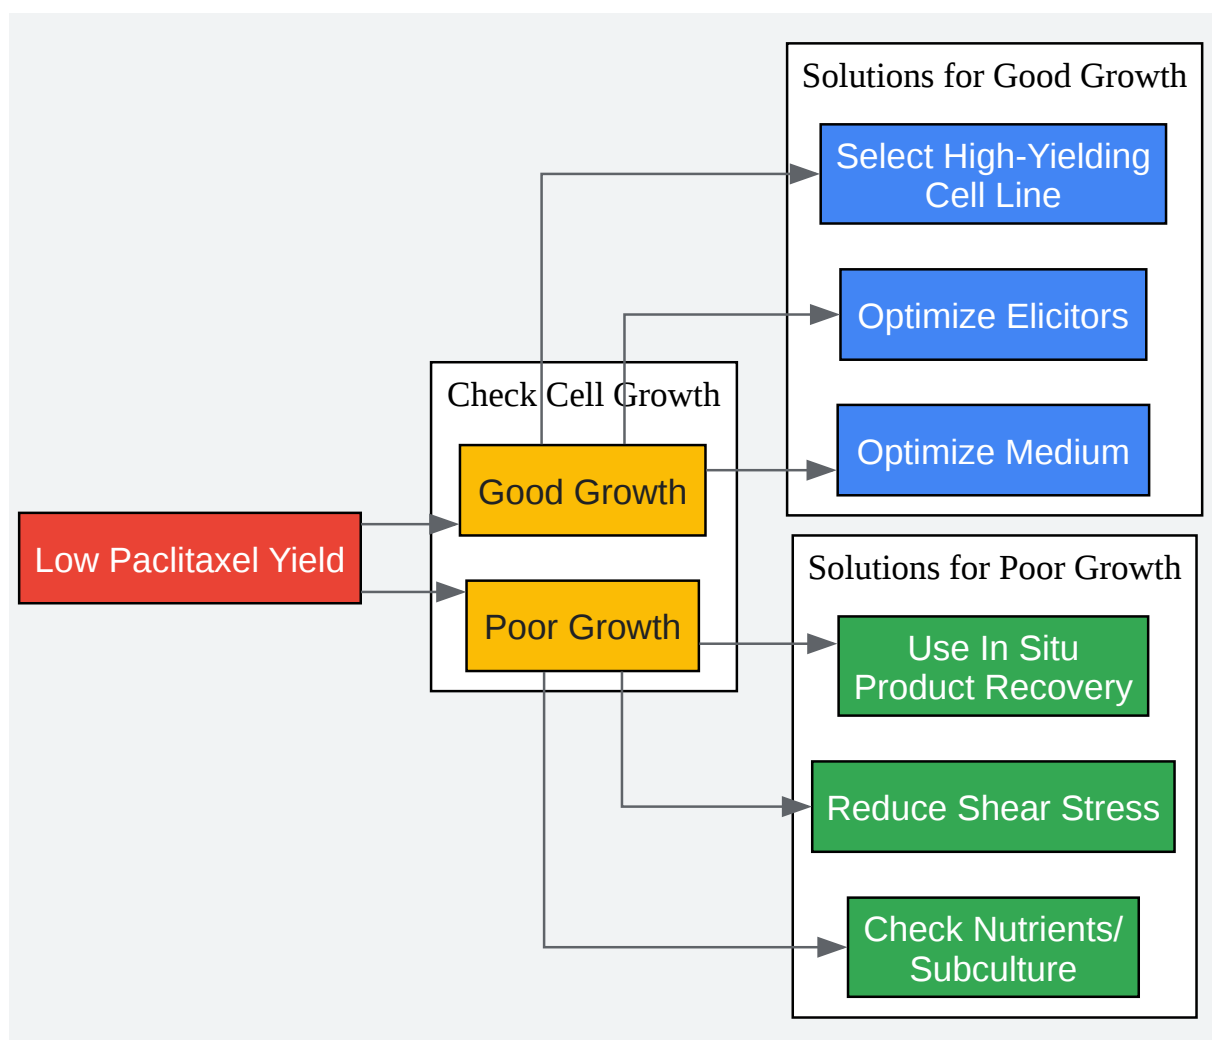 Solutions for Good Growth
Select High-Yielding
Cell Line
Optimize Elicitors
Optimize Medium
Check Cell Growth
Good Growth
Poor Growth
Low Paclitaxel Yield
Solutions for Poor Growth
Use In Situ
Product Recovery
Reduce Shear Stress
Check Nutrients/
Subculture